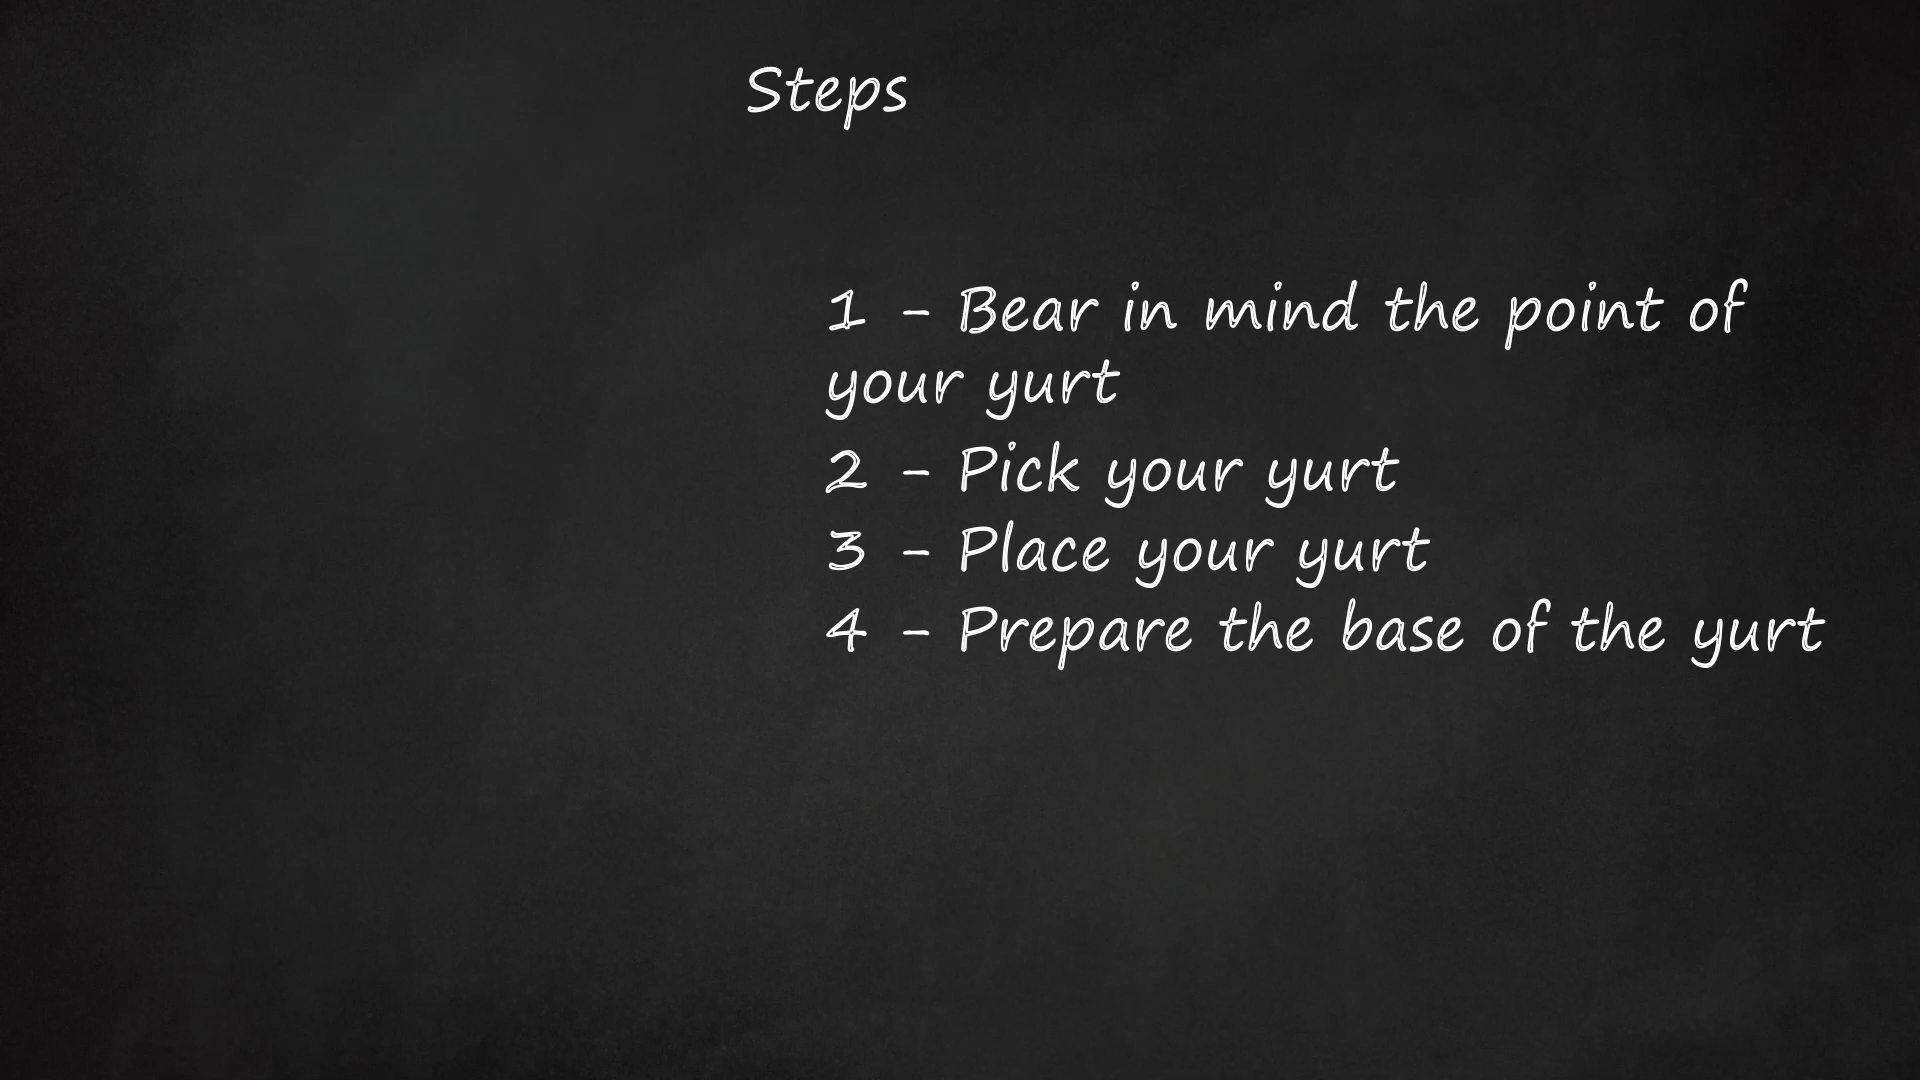 Steps
1 - Bear in mind the point of
your yurt
2 - Pick your yurt
3 - Place your yurt
4 - Prepare the base of the yurt